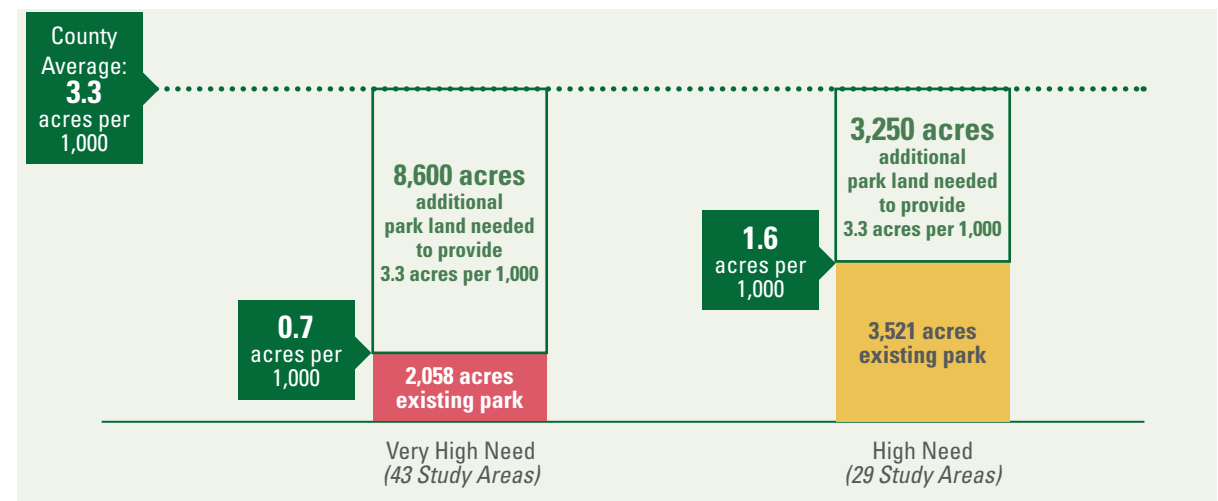 County
Average:
3.3
acres per
1,000
8,600 acres
additional
park land needed
to provide
3.3 acres per 1,000
0.7
acres per
1,000
2,058 acres
existing park
Very High Need
(43 Study Areas)
3,250 acres
additional
park land needed
to provide
3.3 acres per 1,000
1.6
acres per
1,000
3,521 acres
existing park
High Need
(29 Study Areas)